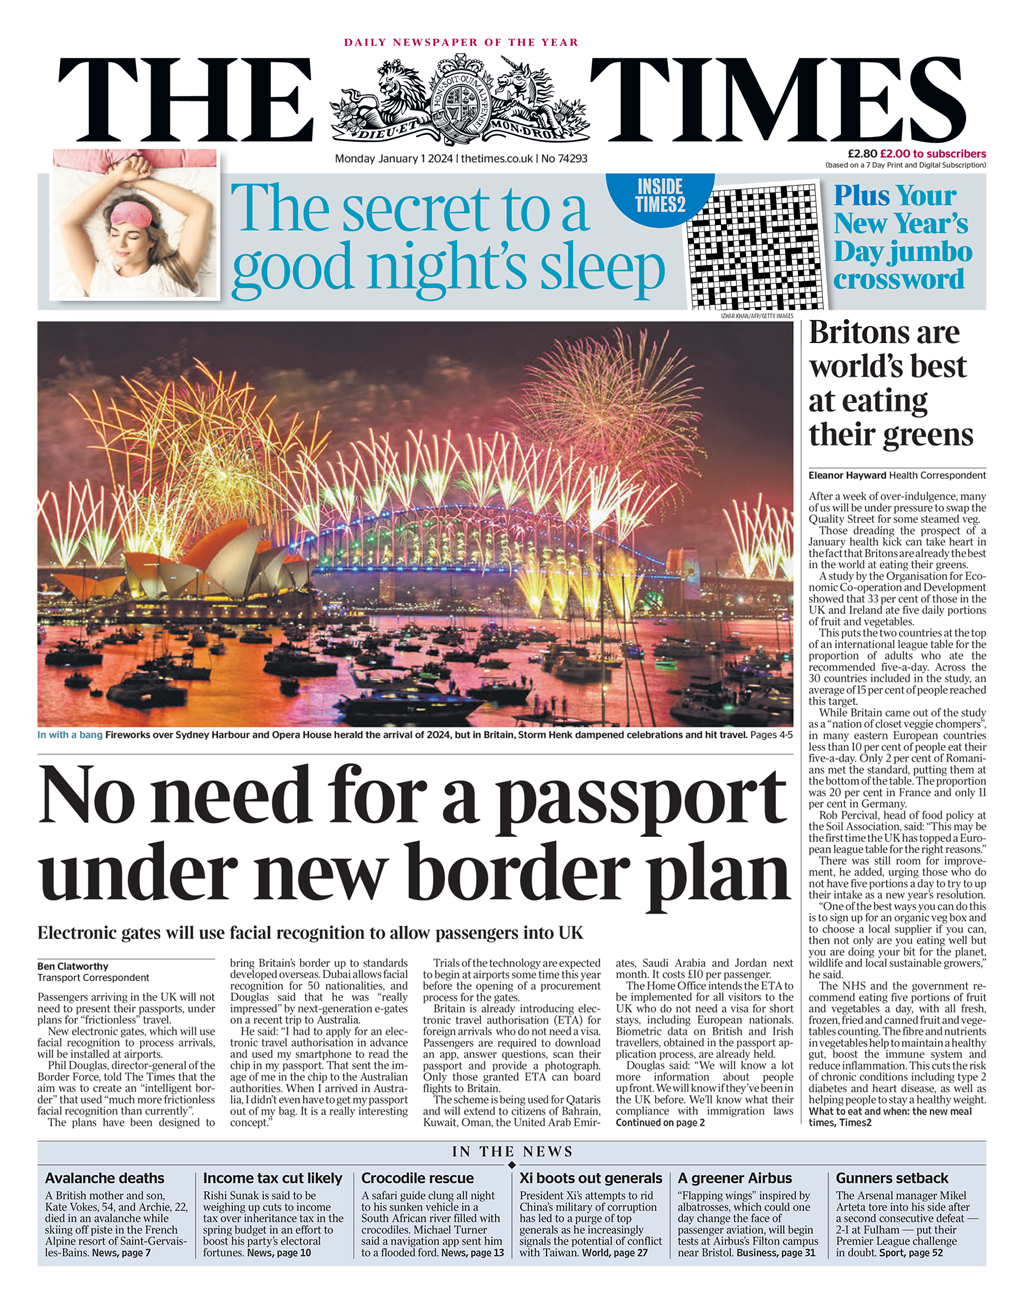 DAILY NEWSPAPER OF THE YEAR
THE TIMES
DIEU·ET MON·DROIT
Monday January 1 2024 | thetimes.co.uk | No 74293
£2.80 £2.00 to subscribers
(based on a 7 Day Print and Digital Subscription)
The secret to a
good night's sleep
INSIDE
TIMES2
Plus Your
New Year's
Day jumbo
crossword
IZHAR KHAN/AFP/GETTY IMAGES
In with a bang Fireworks over Sydney Harbour and Opera House herald the arrival of 2024, but in Britain, Storm Henk dampened celebrations and hit travel. Pages 4-5
No need for a passport
under new border plan
Electronic gates will use facial recognition to allow passengers into UK
Ben Clatworthy
Transport Correspondent
Passengers arriving in the UK will not
need to present their passports, under
plans for “frictionless” travel.
New electronic gates, which will use
facial recognition to process arrivals,
will be installed at airports.
Phil Douglas, director-general of the
Border Force, told The Times that the
aim was to create an “intelligent bor-
der” that used “much more frictionless
facial recognition than currently”.
The plans have been designed to
bring Britain's border up to standards
developed overseas. Dubai allows facial
recognition for 50 nationalities, and
Douglas said that he was “really
impressed” by next-generation e-gates
on a recent trip to Australia.
He said: “I had to apply for an elec-
tronic travel authorisation in advance
and used my smartphone to read the
chip in my passport. That sent the im-
age of me in the chip to the Australian
authorities. When I arrived in Austra-
lia, I didn't even have to get my passport
out of my bag. It is a really interesting
concept.”
Trials of the technology are expected
to begin at airports some time this year
before the opening of a procurement
process for the gates.
Britain is already introducing elec-
tronic travel authorisation (ETA) for
foreign arrivals who do not need a visa.
Passengers are required to download
an app, answer questions, scan their
passport and provide a photograph.
Only those granted ETA can board
flights to Britain.
The scheme is being used for Qataris
and will extend to citizens of Bahrain,
Kuwait, Oman, the United Arab Emir-
ates, Saudi Arabia and Jordan next
month. It costs £10 per passenger.
The Home Office intends the ETA to
be implemented for all visitors to the
UK who do not need a visa for short
stays, including European nationals.
Biometric data on British and Irish
travellers, obtained in the passport ap-
plication process, are already held.
Douglas said: “We will know a lot
more information about people
up front. We will know if they've been in
the UK before. We'll know what their
compliance with immigration laws
Continued on page 2
Britons are
world's best
at eating
their greens
Eleanor Hayward Health Correspondent
After a week of over-indulgence, many
of us will be under pressure to swap the
Quality Street for some steamed veg.
Those dreading the prospect of a
January health kick can take heart in
the fact that Britons are already the best
in the world at eating their greens.
A study by the Organisation for Eco-
nomic Co-operation and Development
showed that 33 per cent of those in the
UK and Ireland ate five daily portions
of fruit and vegetables.
This puts the two countries at the top
of an international league table for the
proportion of adults who ate the
recommended five-a-day. Across the
30 countries included in the study, an
average of 15 per cent of people reached
this target.
While Britain came out of the study
as a “nation of closet veggie chompers”,
in many eastern European countries
less than 10 per cent of people eat their
five-a-day. Only 2 per cent of Romani-
ans met the standard, putting them at
the bottom of the table. The proportion
was 20 per cent in France and only 11
per cent in Germany.
Rob Percival, head of food policy at
the Soil Association, said: “This may be
the first time the UK has topped a Euro-
pean league table for the right reasons.”
There was still room for improve-
ment, he added, urging those who do
not have five portions a day to try to up
their intake as a new year's resolution.
“One of the best ways you can do this
is to sign up for an organic veg box and
to choose a local supplier if you can,
then not only are you eating well but
you are doing your bit for the planet,
wildlife and local sustainable growers,”
he said.
The NHS and the government re-
commend eating five portions of fruit
and vegetables a day, with all fresh,
frozen, fried and canned fruit and vege-
tables counting. The fibre and nutrients
in vegetables help to maintain a healthy
gut, boost the immune system and
reduce inflammation. This cuts the risk
of chronic conditions including type 2
diabetes and heart disease, as well as
helping people to stay a healthy weight.
What to eat and when: the new meal
times, Times2
IN THE NEWS
Avalanche deaths
A British mother and son,
Kate Vokes, 54, and Archie, 22,
died in an avalanche while
skiing off piste in the French
Alpine resort of Saint-Gervais-
les-Bains. News, page 7
Income tax cut likely
Rishi Sunak is said to be
weighing up cuts to income
tax over inheritance tax in the
spring budget in an effort to
boost his party's electoral
fortunes. News, page 10
Crocodile rescue
A safari guide clung all night
to his sunken vehicle in a
South African river filled with
crocodiles. Michael Turner
said a navigation app sent him
to a flooded ford. News, page 13
Xi boots out generals
President Xi's attempts to rid
China's military of corruption
has led to a purge of top
generals as he increasingly
signals the potential of conflict
with Taiwan. World, page 27
A greener Airbus
“Flapping wings” inspired by
albatrosses, which could one
day change the face of
passenger aviation, will begin
tests at Airbus's Filton campus
near Bristol. Business, page 31
Gunners setback
The Arsenal manager Mikel
Arteta tore into his side after
a second consecutive defeat —
2-1 at Fulham — put their
Premier League challenge
in doubt. Sport, page 52